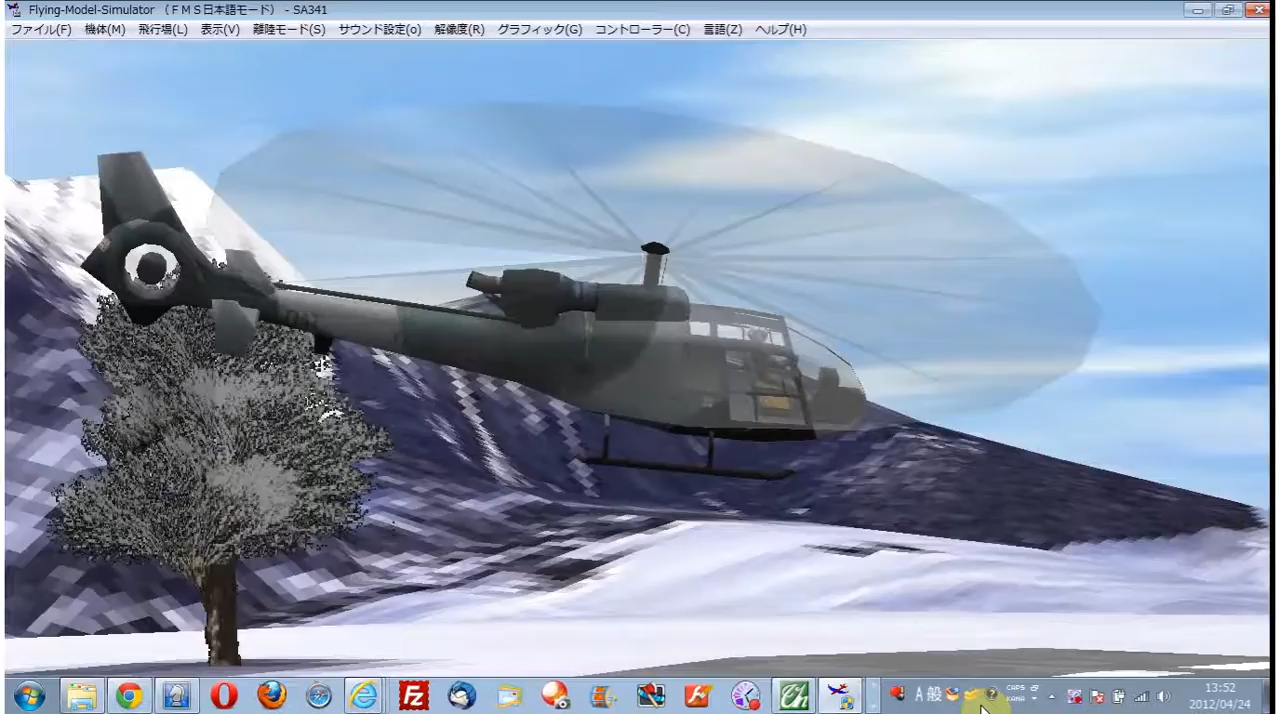 Flying-Model-Simulator （ＦＭＳ日本語モード） - SA341
ファイル(F) 機体(M) 飛行場(L) 表示(V) 離陸モード(S) サウンド設定(o) 解像度(R) グラフィック(G) コントローラー(C) 言語(Z) ヘルプ(H)
A 般
CAPS
KANA
13:52
2012/04/24